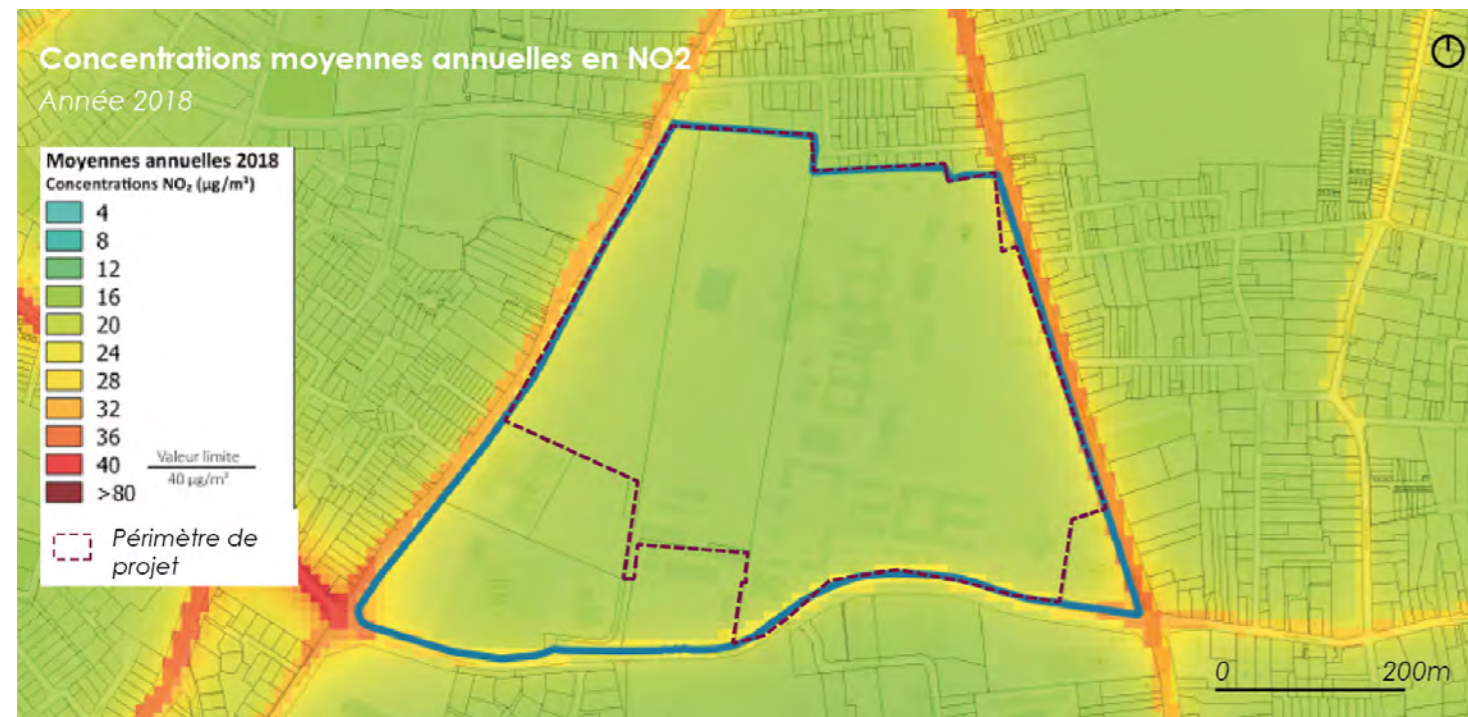 Concentrations moyennes annuelles en NO2
Année 2018
Moyennes annuelles 2018
Concentrations NO₂ (µg/m³)
4
8
12
16
20
24
28
32
36
40 Valeur limite
40 µg/m³
>80
Périmètre de
projet
0 200m